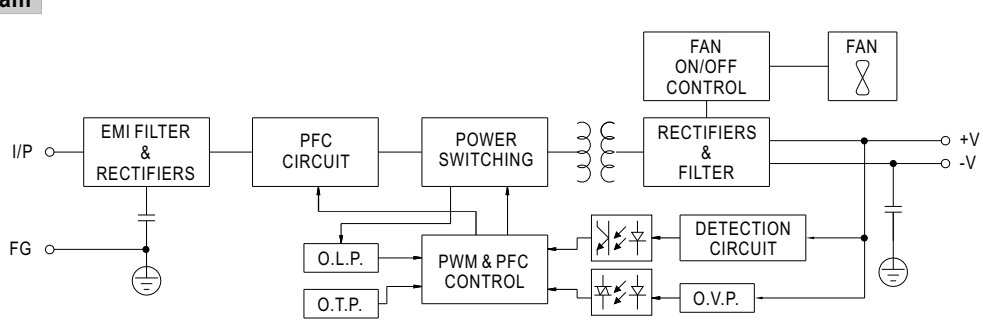 FAN
ON/OFF
CONTROL
FAN
I/P
EMI FILTER
&
RECTIFIERS
PFC
CIRCUIT
POWER
SWITCHING
RECTIFIERS
&
FILTER
+V
-V
FG
O.L.P.
O.T.P.
PWM & PFC
CONTROL
DETECTION
CIRCUIT
O.V.P.